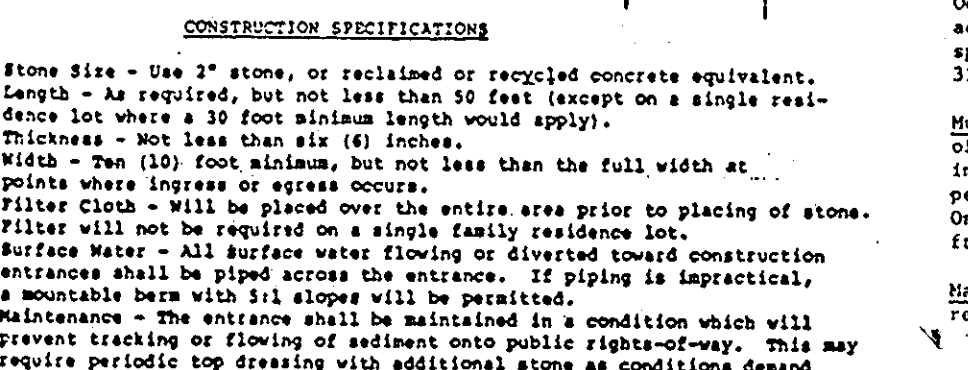 CONSTRUCTION SPECIFICATIONS
Stone Size - Use 2" stone, or reclaimed or recycled concrete equivalent.
Length - As required, but not less than 50 feet (except on a single resi-
dence lot where a 30 foot minimum length would apply).
Thickness - Not less than six (6) inches.
Width - Ten (10) foot minimum, but not less than the full width at
points where ingress or egress occurs.
Filter Cloth - Will be placed over the entire area prior to placing of stone.
Filter will not be required on a single family residence lot.
Surface Water - All surface water flowing or diverted toward construction
entrances shall be piped across the entrance. If piping is impractical,
a mountable berm with 5:1 slopes will be permitted.
Maintenance - The entrance shall be maintained in a condition which will
prevent tracking or flowing of sediment onto public rights-of-way. This may
require periodic top dressing with additional stone as conditions demand